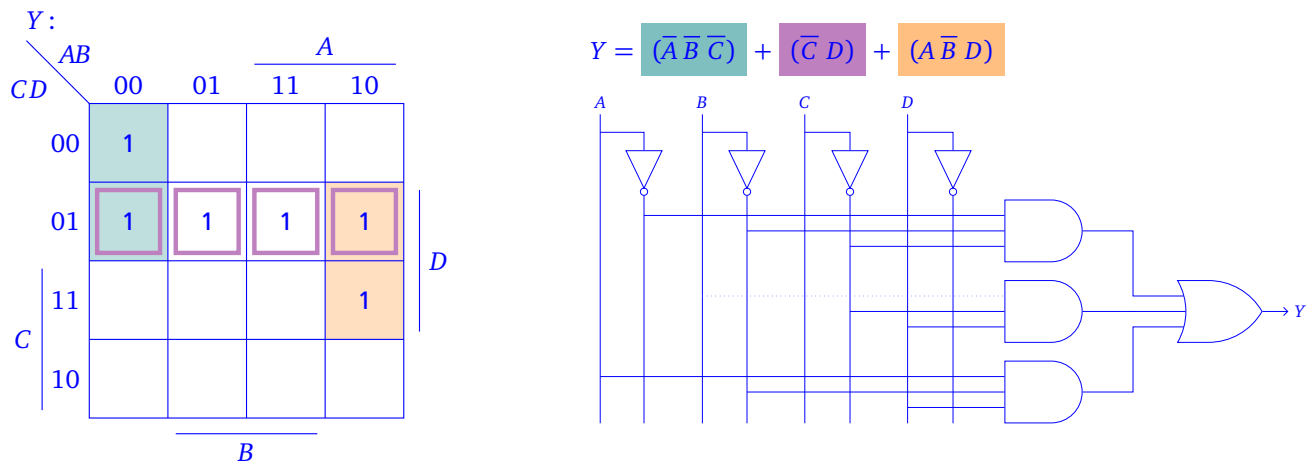 Y :
AB
A
CD
00 01 11 10
00 1
01 1 1 1 1
D
11 1
C
10
B
Y = (A̅ B̅ C̅) + (C̅ D) + (A B̅ D)
A B C D
Y